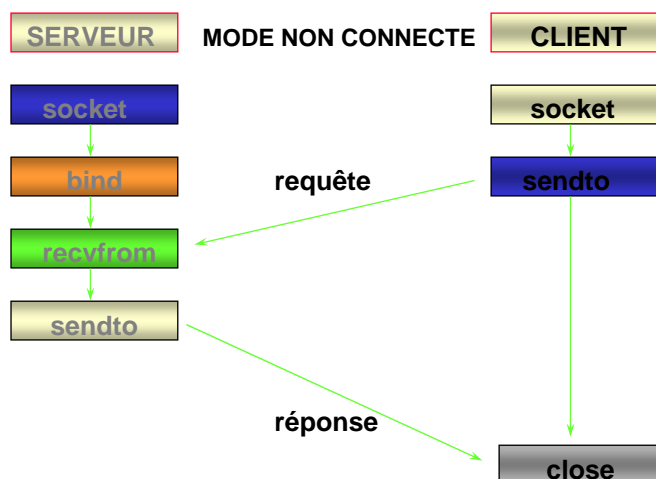 SERVEUR MODE NON CONNECTE CLIENT
socket socket
bind requête sendto
recvfrom
sendto
réponse
close